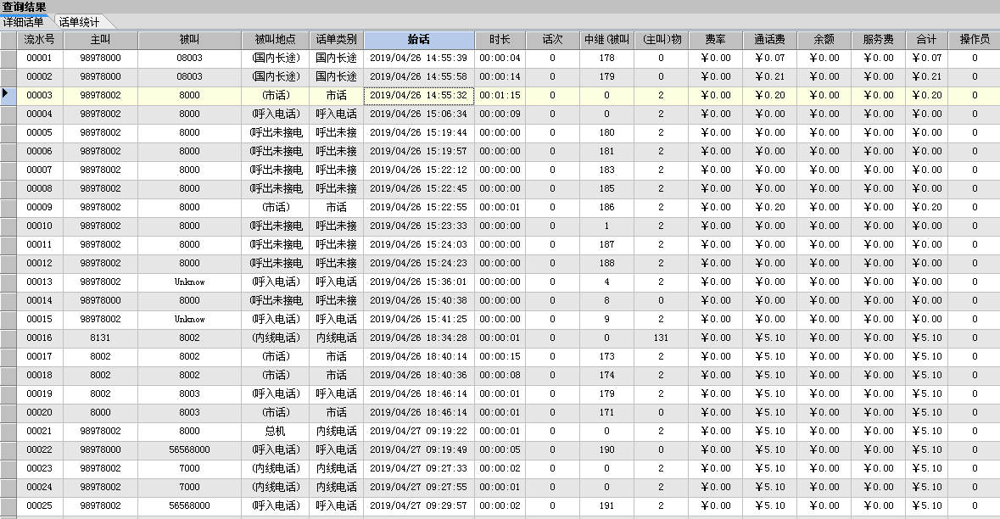 查询结果
详细话单 话单统计
流水号 主叫 被叫 被叫地点 话单类别 抬话 时长 话次 中继(被叫 (主叫)物 费率 通话费 余额 服务费 合计 操作员
00001 98978000 08003 (国内长途) 国内长途 2019/04/26 14:55:39 00:00:04 0 178 0 ￥0.00 ￥0.07 ￥0.00 ￥0.00 ￥0.07 0
00002 98978000 08003 (国内长途) 国内长途 2019/04/26 14:55:58 00:00:14 0 179 0 ￥0.00 ￥0.21 ￥0.00 ￥0.00 ￥0.21 0
00003 98978002 8000 (市话) 市话 2019/04/26 14:55:32 00:01:15 0 0 2 ￥0.00 ￥0.20 ￥0.00 ￥0.00 ￥0.20 0
00004 98978002 8000 (呼入电话) 呼入电话 2019/04/26 15:06:34 00:00:09 0 0 2 ￥0.00 ￥0.00 ￥0.00 ￥0.00 ￥0.00 0
00005 98978002 8000 (呼出未接电 呼出未接 2019/04/26 15:19:44 00:00:00 0 180 2 ￥0.00 ￥0.00 ￥0.00 ￥0.00 ￥0.00 0
00006 98978002 8000 (呼出未接电 呼出未接 2019/04/26 15:19:57 00:00:00 0 181 2 ￥0.00 ￥0.00 ￥0.00 ￥0.00 ￥0.00 0
00007 98978002 8000 (呼出未接电 呼出未接 2019/04/26 15:22:12 00:00:00 0 183 2 ￥0.00 ￥0.00 ￥0.00 ￥0.00 ￥0.00 0
00008 98978002 8000 (呼出未接电 呼出未接 2019/04/26 15:22:45 00:00:00 0 185 2 ￥0.00 ￥0.00 ￥0.00 ￥0.00 ￥0.00 0
00009 98978002 8000 (市话) 市话 2019/04/26 15:22:55 00:00:01 0 186 2 ￥0.00 ￥0.20 ￥0.00 ￥0.00 ￥0.20 0
00010 98978002 8000 (呼出未接电 呼出未接 2019/04/26 15:23:33 00:00:00 0 1 2 ￥0.00 ￥0.00 ￥0.00 ￥0.00 ￥0.00 0
00011 98978002 8000 (呼出未接电 呼出未接 2019/04/26 15:24:03 00:00:00 0 187 2 ￥0.00 ￥0.00 ￥0.00 ￥0.00 ￥0.00 0
00012 98978002 8000 (呼出未接电 呼出未接 2019/04/26 15:24:23 00:00:00 0 188 2 ￥0.00 ￥0.00 ￥0.00 ￥0.00 ￥0.00 0
00013 98978002 Unknow (呼入电话) 呼入电话 2019/04/26 15:36:01 00:00:00 0 4 2 ￥0.00 ￥0.00 ￥0.00 ￥0.00 ￥0.00 0
00014 98978000 8000 (呼出未接电 呼出未接 2019/04/26 15:40:38 00:00:00 0 8 0 ￥0.00 ￥0.00 ￥0.00 ￥0.00 ￥0.00 0
00015 98978002 Unknow (呼入电话) 呼入电话 2019/04/26 15:41:25 00:00:00 0 9 2 ￥0.00 ￥0.00 ￥0.00 ￥0.00 ￥0.00 0
00016 8131 8002 (内线电话) 内线电话 2019/04/26 18:34:28 00:00:01 0 0 131 ￥0.00 ￥5.10 ￥0.00 ￥0.00 ￥5.10 0
00017 8002 8002 (市话) 市话 2019/04/26 18:40:14 00:00:15 0 173 2 ￥0.00 ￥5.10 ￥0.00 ￥0.00 ￥5.10 0
00018 8002 8002 (市话) 市话 2019/04/26 18:40:36 00:00:08 0 174 2 ￥0.00 ￥5.10 ￥0.00 ￥0.00 ￥5.10 0
00019 8002 8003 (呼入电话) 呼入电话 2019/04/26 18:46:14 00:00:01 0 179 2 ￥0.00 ￥5.10 ￥0.00 ￥0.00 ￥5.10 0
00020 8000 8003 (市话) 市话 2019/04/26 18:46:14 00:00:01 0 171 0 ￥0.00 ￥5.10 ￥0.00 ￥0.00 ￥5.10 0
00021 98978002 8000 总机 内线电话 2019/04/27 09:19:22 00:00:01 0 0 2 ￥0.00 ￥5.10 ￥0.00 ￥0.00 ￥5.10 0
00022 98978000 56568000 (呼入电话) 呼入电话 2019/04/27 09:19:49 00:00:05 0 190 0 ￥0.00 ￥5.10 ￥0.00 ￥0.00 ￥5.10 0
00023 98978002 7000 (内线电话) 内线电话 2019/04/27 09:27:33 00:00:02 0 0 2 ￥0.00 ￥5.10 ￥0.00 ￥0.00 ￥5.10 0
00024 98978002 7000 (内线电话) 内线电话 2019/04/27 09:27:55 00:00:01 0 0 2 ￥0.00 ￥5.10 ￥0.00 ￥0.00 ￥5.10 0
00025 98978002 56568000 (呼入电话) 呼入电话 2019/04/27 09:29:57 00:00:02 0 191 2 ￥0.00 ￥5.10 ￥0.00 ￥0.00 ￥5.10 0